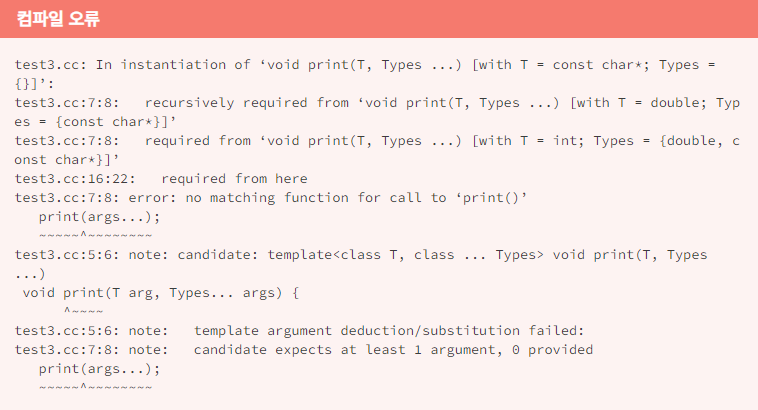 컴파일 오류
test3.cc: In instantiation of ‘void print(T, Types ...) [with T = const char*; Types =
{}]’:
test3.cc:7:8:   recursively required from ‘void print(T, Types ...) [with T = double; Typ
es = {const char*}]’
test3.cc:7:8:   required from ‘void print(T, Types ...) [with T = int; Types = {double, c
onst char*}]’
test3.cc:16:22:   required from here
test3.cc:7:8: error: no matching function for call to ‘print()’
   print(args...);
   ~~~~~^~~~~~~~~
test3.cc:5:6: note: candidate: template<class T, class ... Types> void print(T, Types
...)
 void print(T arg, Types... args) {
      ^~~~~
test3.cc:5:6: note:   template argument deduction/substitution failed:
test3.cc:7:8: note:   candidate expects at least 1 argument, 0 provided
   print(args...);
   ~~~~~^~~~~~~~~